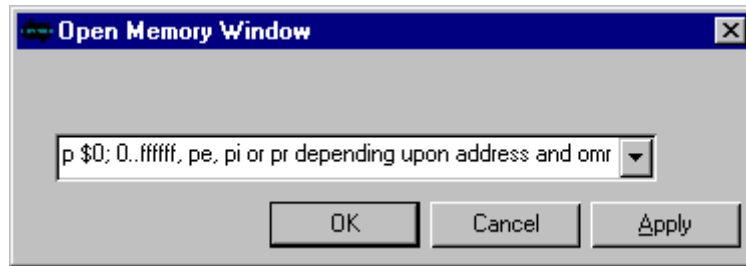 Open Memory Window
p $0; 0..ffffff, pe, pi or pr depending upon address and omr
OK Cancel Apply